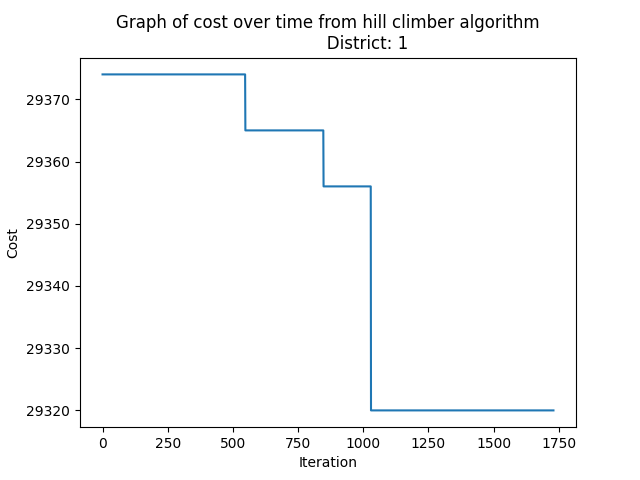 Graph of cost over time from hill climber algorithm
District: 1
29370
29360
29350
29340
29330
29320
Cost
0 250 500 750 1000 1250 1500 1750
Iteration